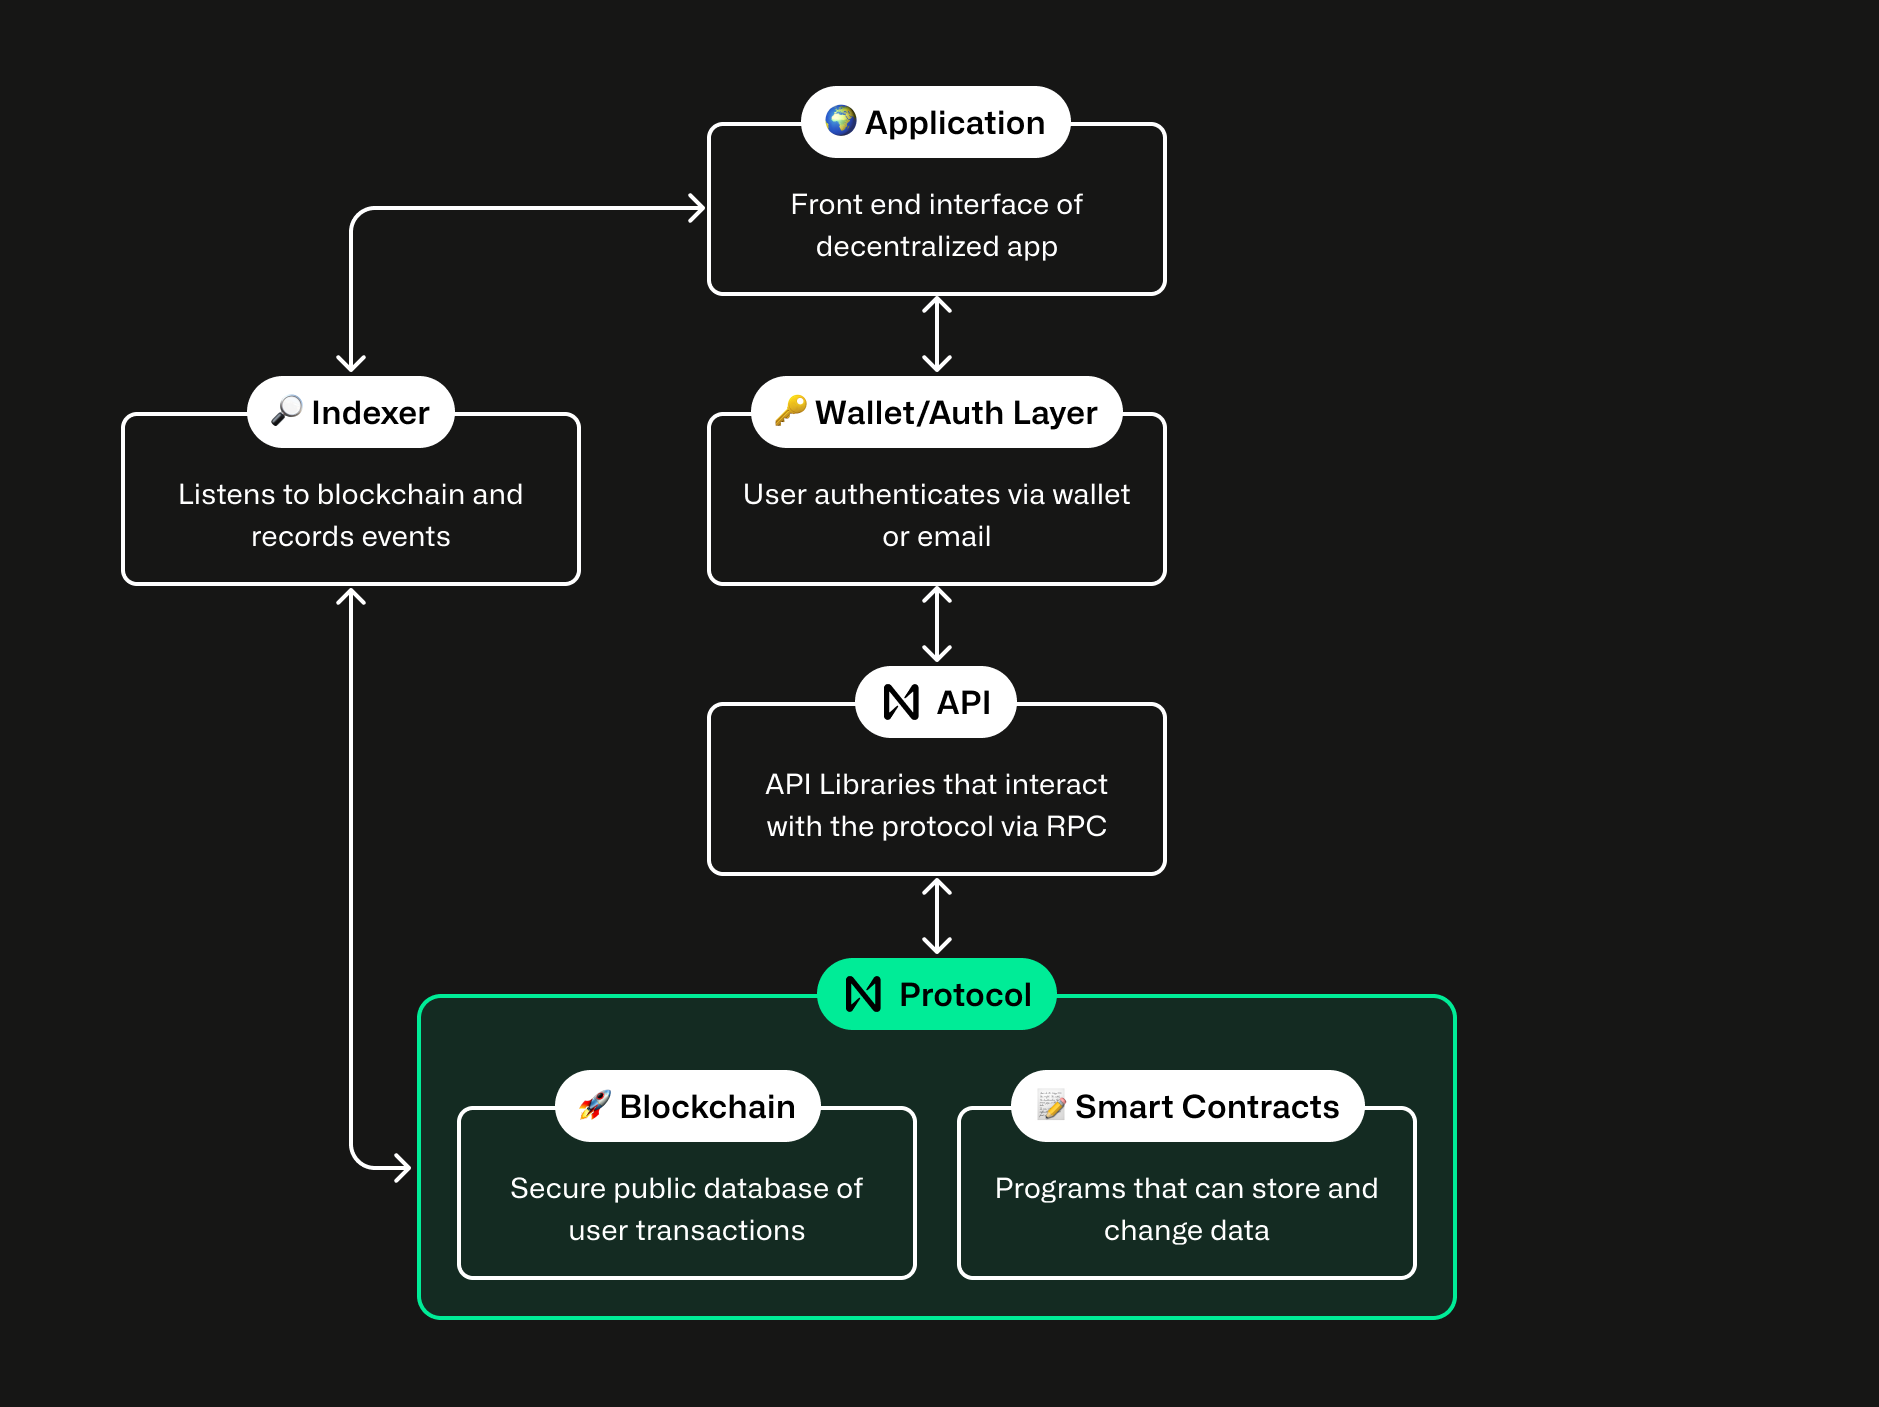 Application
Front end interface of
decentralized app
Indexer
Listens to blockchain and
records events
Wallet/Auth Layer
User authenticates via wallet
or email
API
API Libraries that interact
with the protocol via RPC
Protocol
Blockchain
Secure public database of
user transactions
Smart Contracts
Programs that can store and
change data